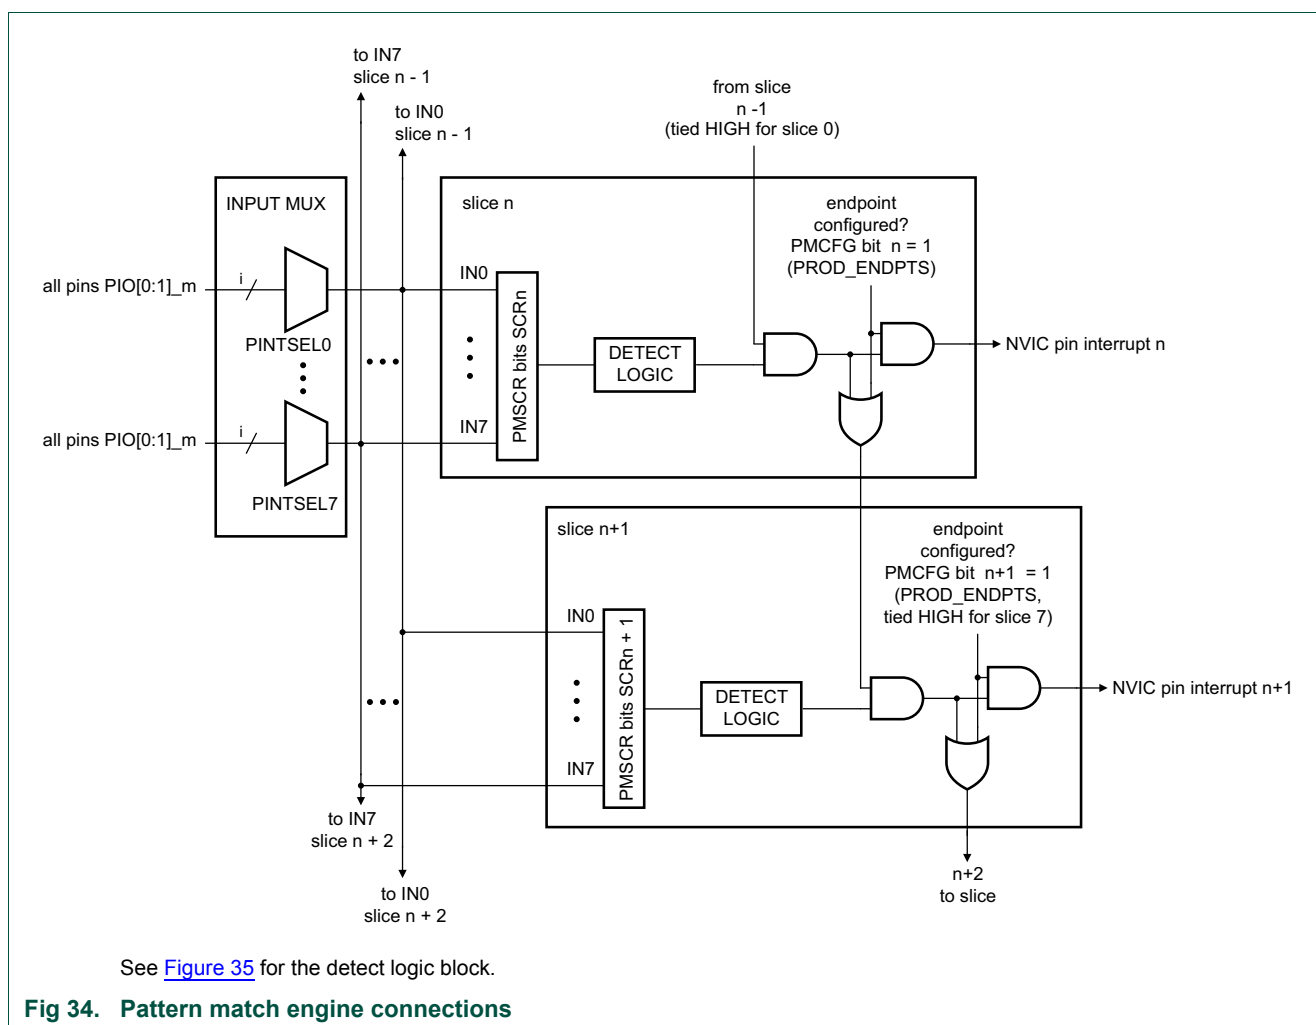 to IN7
slice n - 1
to IN0
slice n - 1
from slice
n -1
(tied HIGH for slice 0)
INPUT MUX
slice n
endpoint
configured?
PMCFG bit n = 1
(PROD_ENDPTS)
all pins PIO[0:1]_m
i
IN0
PINTSEL0
PMSCR bits SCRn
DETECT
LOGIC
NVIC pin interrupt n
all pins PIO[0:1]_m
i
IN7
PINTSEL7
slice n+1
endpoint
configured?
PMCFG bit n+1 = 1
(PROD_ENDPTS,
tied HIGH for slice 7)
IN0
PMSCR bits SCRn + 1
DETECT
LOGIC
NVIC pin interrupt n+1
IN7
to IN7
slice n + 2
to IN0
slice n + 2
n+2
to slice
See Figure 35 for the detect logic block.
Fig 34. Pattern match engine connections